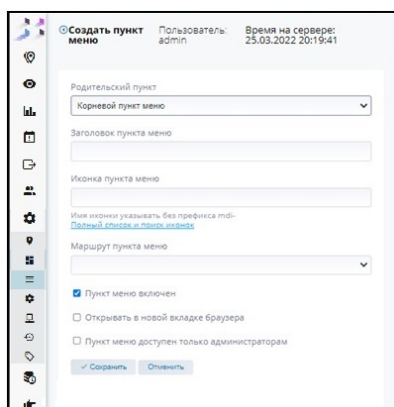 Создать пункт меню
Пользователь: admin
Время на сервере: 25.03.2022 20:19:41
Родительский пункт
Корневой пункт меню
Заголовок пункта меню
Иконка пункта меню
Имя иконки указывать без префикса mdi-
Полный список и поиск иконок
Маршрут пункта меню
Пункт меню включен
Открывать в новой вкладке браузера
Пункт меню доступен только администраторам
Сохранить Отменить